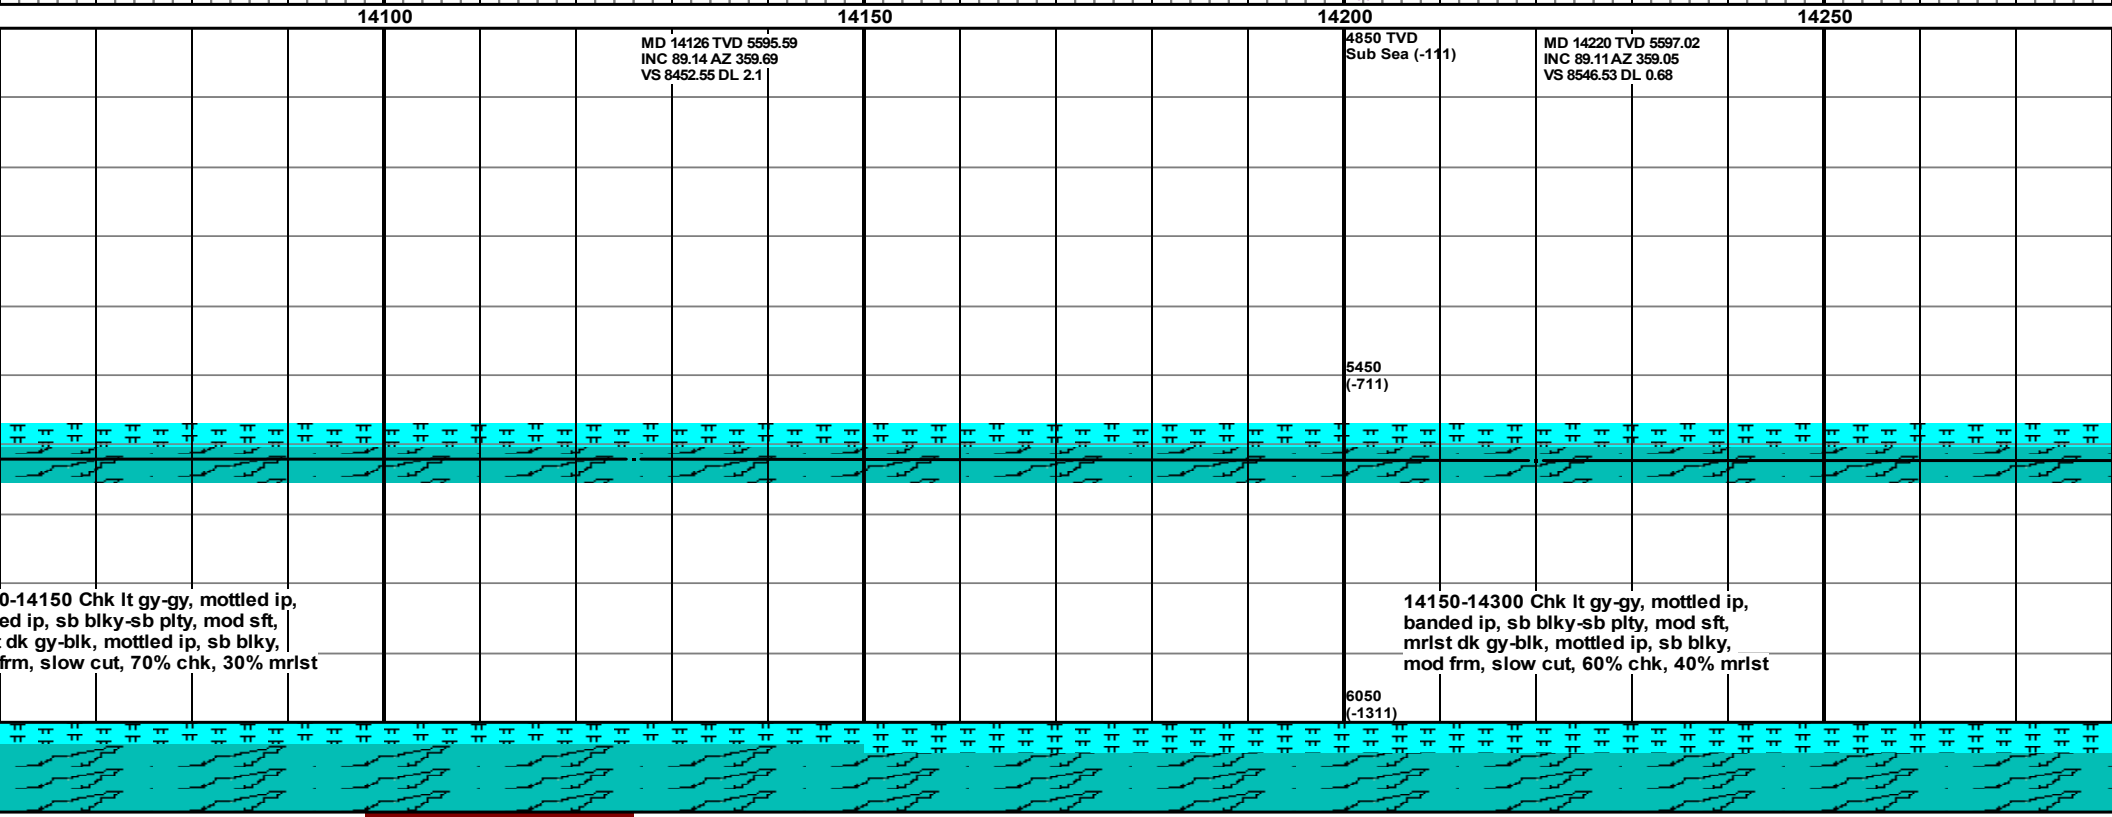 14100 14150 14200 14250
MD 14126 TVD 5595.59
INC 89.14 AZ 359.69
VS 8452.55 DL 2.1
4850 TVD
Sub Sea (-111)
MD 14220 TVD 5597.02
INC 89.11 AZ 359.05
VS 8546.53 DL 0.68
5450
(-711)
0-14150 Chk lt gy-gy, mottled ip,
ed ip, sb blky-sb plty, mod sft,
dk gy-blk, mottled ip, sb blky,
frm, slow cut, 70% chk, 30% mrlst
14150-14300 Chk lt gy-gy, mottled ip,
banded ip, sb blky-sb plty, mod sft,
mrlst dk gy-blk, mottled ip, sb blky,
mod frm, slow cut, 60% chk, 40% mrlst
6050
(-1311)